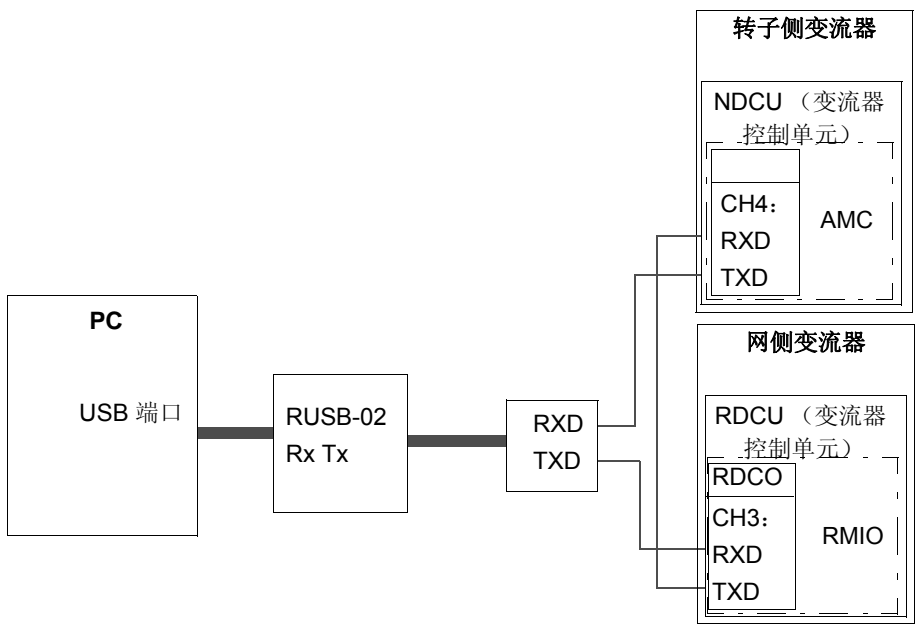 转子侧变流器
NDCU （变流器
控制单元）
CH4：
RXD
TXD
AMC
PC
USB 端口
RUSB-02
Rx Tx
RXD
TXD
网侧变流器
RDCU （变流器
控制单元）
RDCO
CH3：
RXD
TXD
RMIO